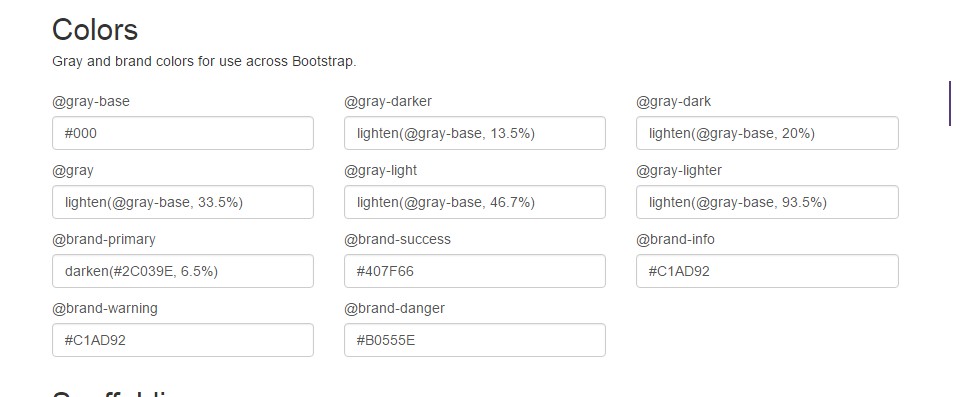 Colors
Gray and brand colors for use across Bootstrap.
@gray-base @gray-darker @gray-dark
#000 lighten(@gray-base, 13.5%) lighten(@gray-base, 20%)
@gray @gray-light @gray-lighter
lighten(@gray-base, 33.5%) lighten(@gray-base, 46.7%) lighten(@gray-base, 93.5%)
@brand-primary @brand-success @brand-info
darken(#2C039E, 6.5%) #407F66 #C1AD92
@brand-warning @brand-danger
#C1AD92 #B0555E